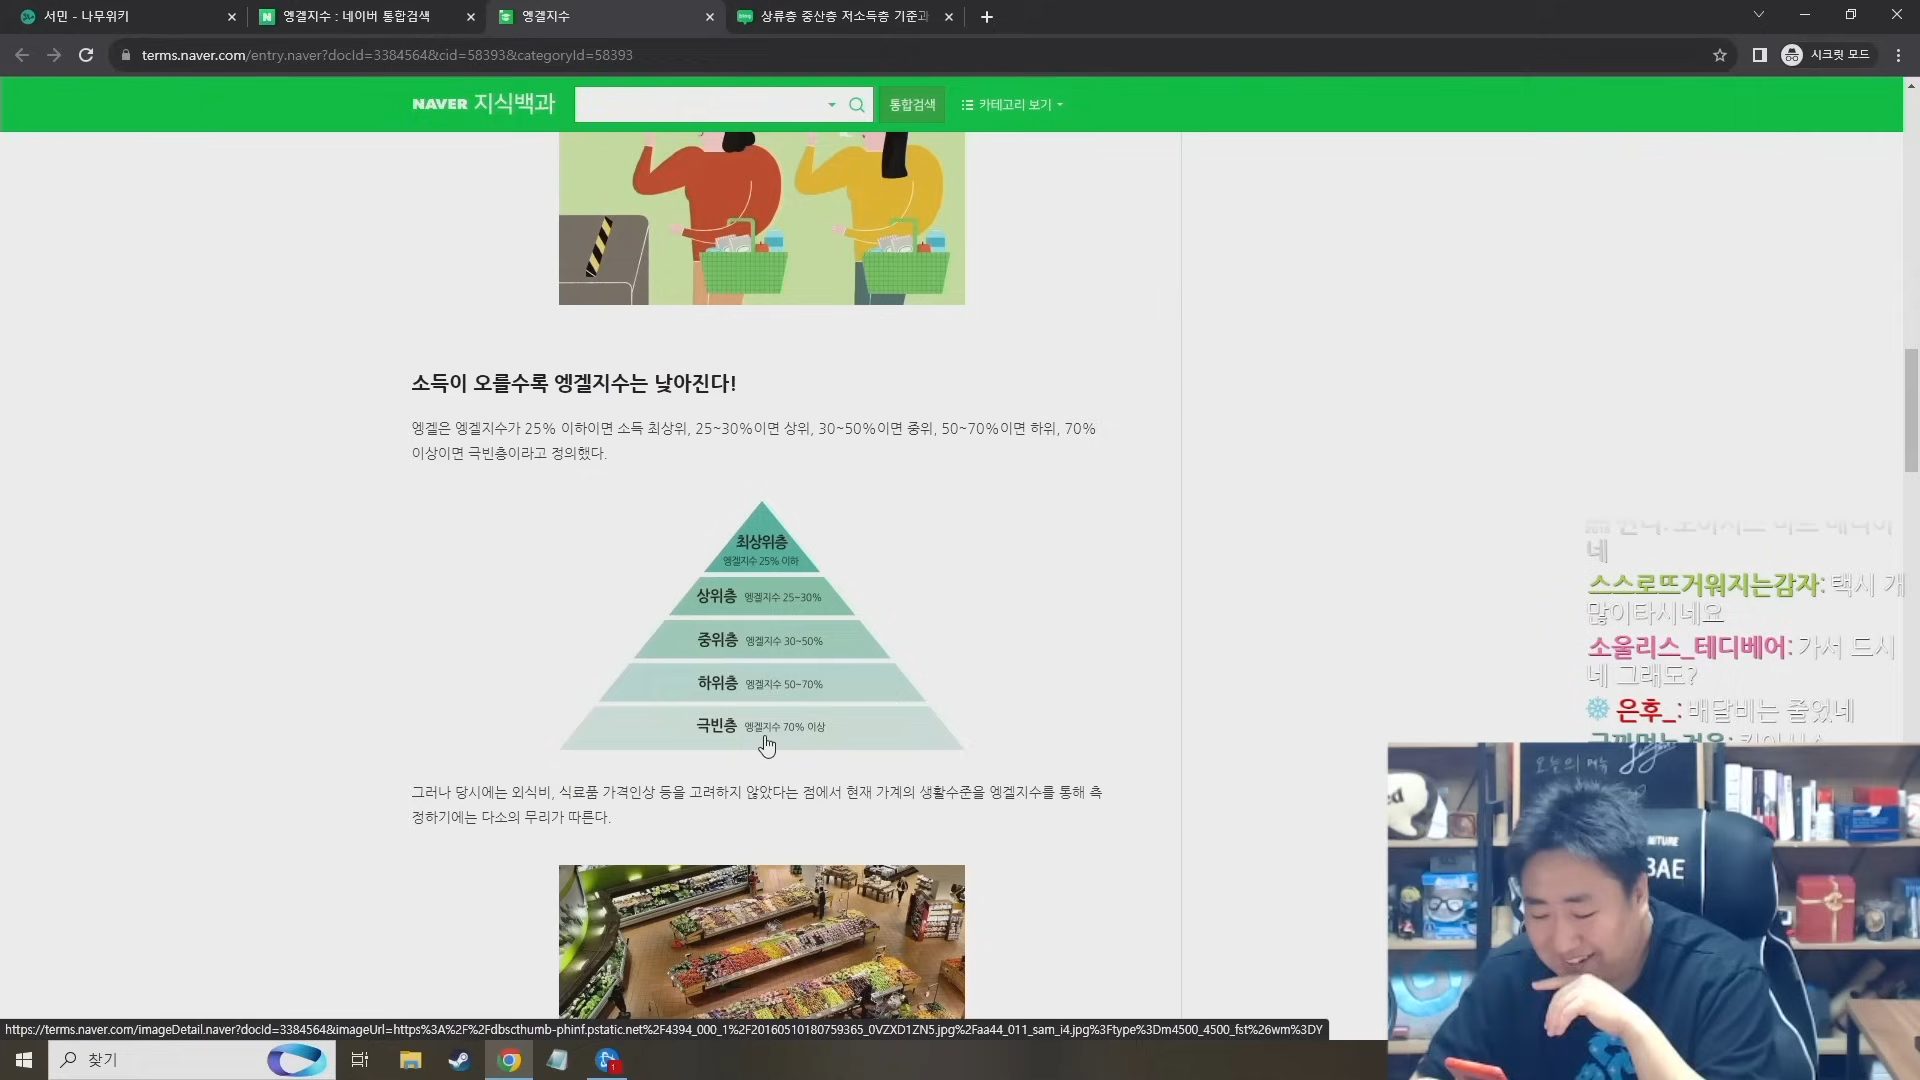 서민 - 나무위키
엥겔지수 : 네이버 통합검색
엥겔지수
상류층 중산층 저소득층 기준과
terms.naver.com/entry.naver?docId=3384564&cid=58393&categoryId=58393
시크릿 모드
NAVER 지식백과
통합검색
카테고리 보기
소득이 오를수록 엥겔지수는 낮아진다!
엥겔은 엥겔지수가 25% 이하이면 소득 최상위, 25~30%이면 상위, 30~50%이면 중위, 50~70%이면 하위, 70%
이상이면 극빈층이라고 정의했다.
최상위층
엥겔지수 25% 이하
상위층 엥겔지수 25~30%
중위층 엥겔지수 30~50%
하위층 엥겔지수 50~70%
극빈층 엥겔지수 70% 이상
그러나 당시에는 외식비, 식료품 가격인상 등을 고려하지 않았다는 점에서 현재 가계의 생활수준을 엥겔지수를 통해 측
정하기에는 다소의 무리가 따른다.
네
스스로뜨거워지는감자: 택시 개
많이타시네요
소울리스_테디베어: 가서 드시
네 그래도?
은후_: 배달비는 줄었네
오늘의 메뉴
https://terms.naver.com/imageDetail.naver?docId=3384564&imageUrl=https%3A%2F%2Fdbscthumb-phinf.pstatic.net%2F4394_000_1%2F20160510180759365_0VZXD1ZN5.jpg%2Faa44_011_sam_i4.jpg%3Ftype%3Dm4500_4500_fst%26wm%3DY
찾기
1